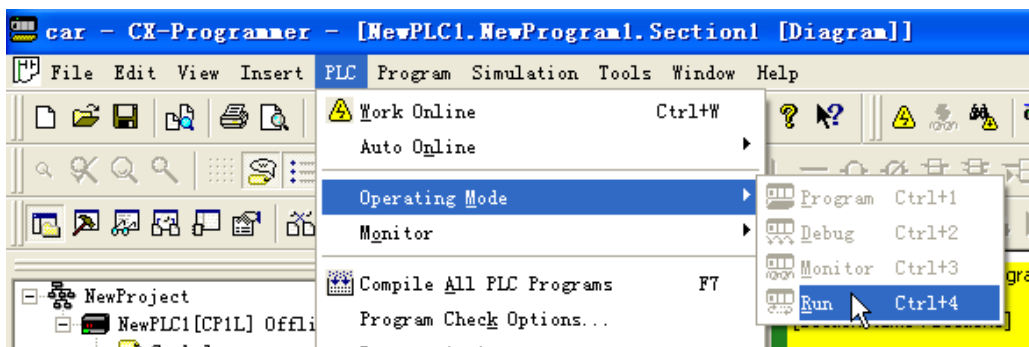 car - CX-Programmer - [NewPLC1.NewProgram1.Section1 [Diagram]]
File Edit View Insert PLC Program Simulation Tools Window Help
Work Online Ctrl+W
Auto Online
Operating Mode
Program Ctrl+1
Monitor
Debug Ctrl+2
Monitor Ctrl+3
Compile All PLC Programs F7
NewProject
Run Ctrl+4
NewPLC1[CP1L] Offli
Program Check Options...